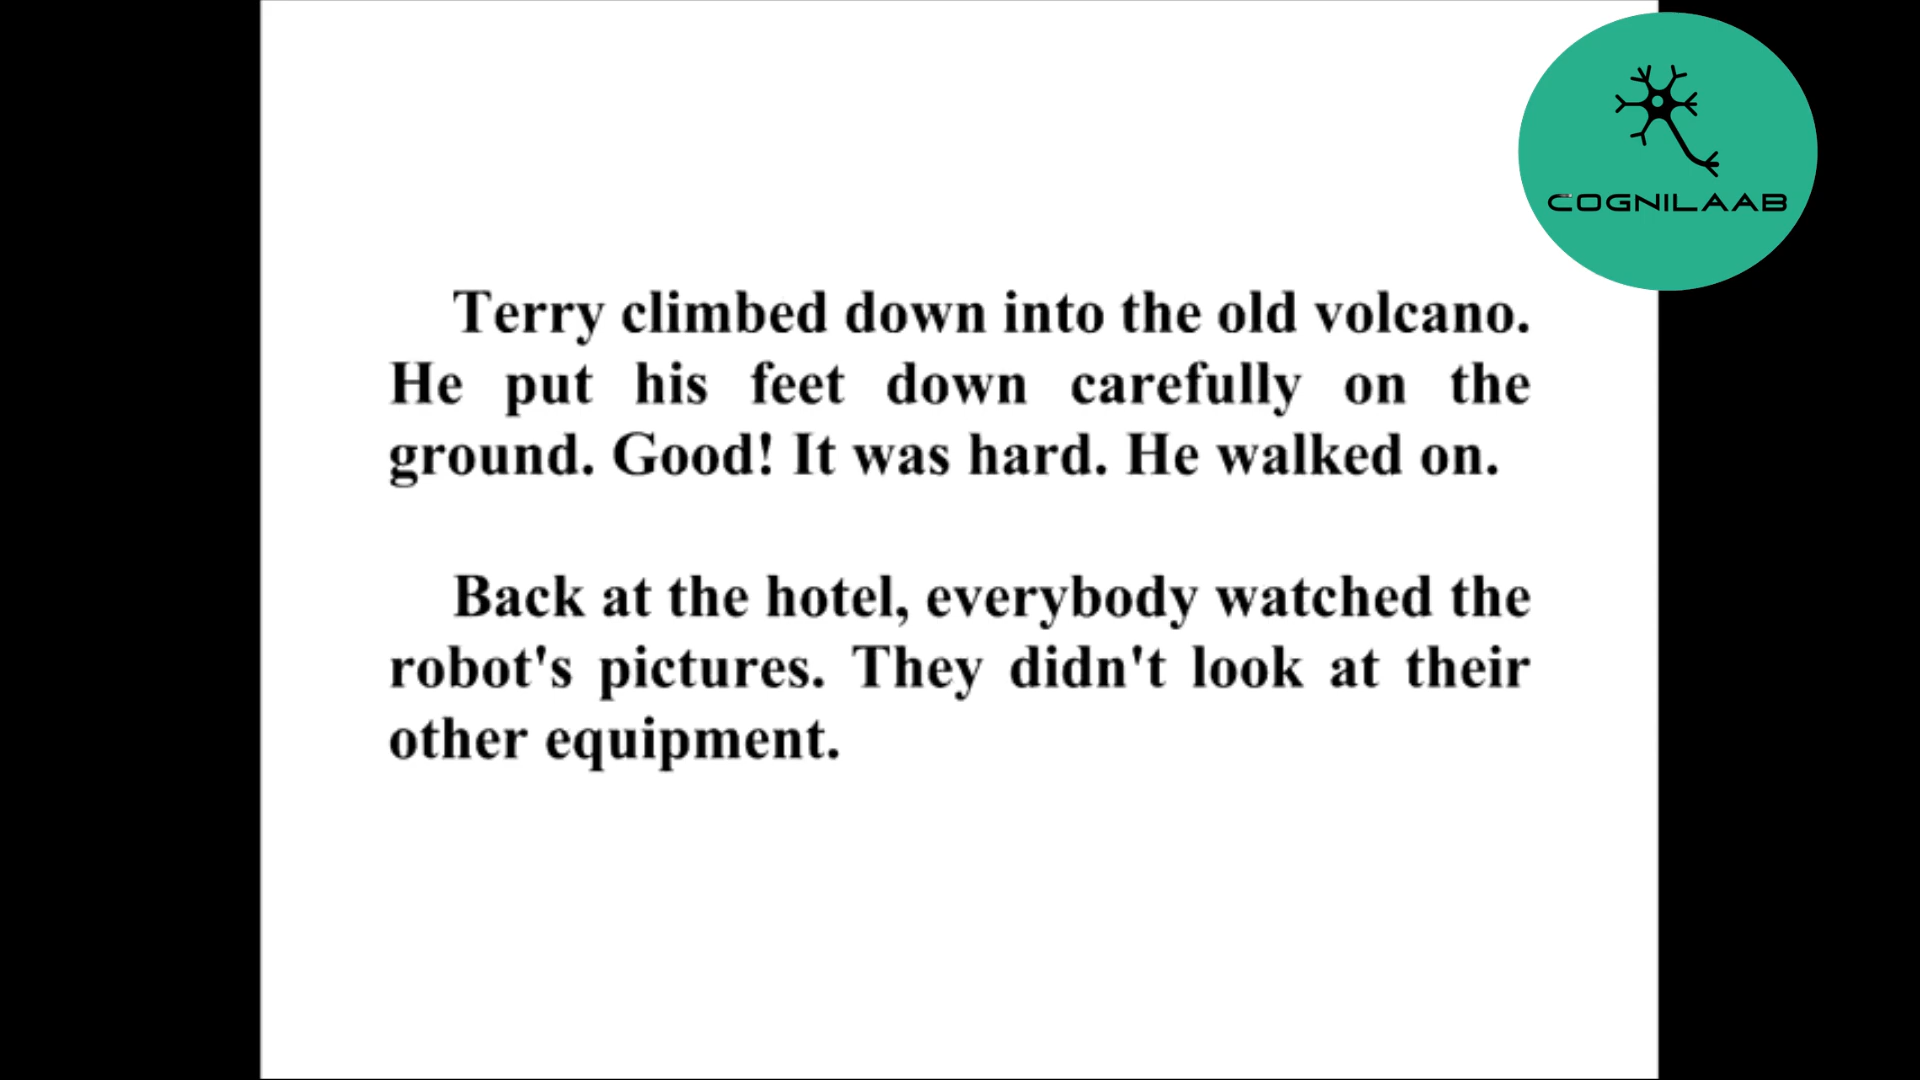 COGNILAAB
Terry climbed down into the old volcano.
He put his feet down carefully on the
ground. Good! It was hard. He walked on.
Back at the hotel, everybody watched the
robot's pictures. They didn't look at their
other equipment.